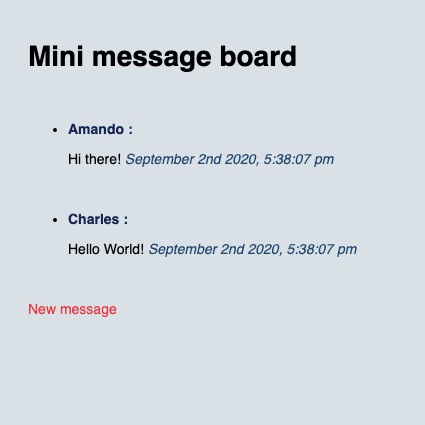 Mini message board
Amando :
Hi there! September 2nd 2020, 5:38:07 pm
Charles :
Hello World! September 2nd 2020, 5:38:07 pm
New message